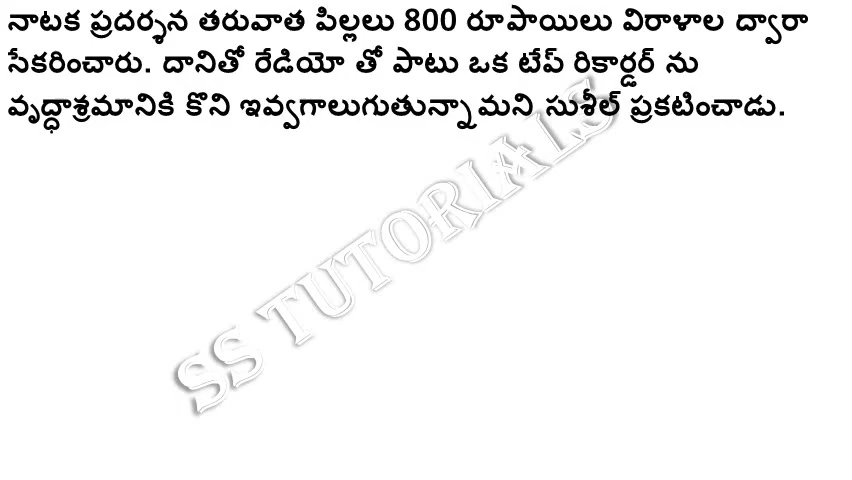 నాటక ప్రదర్శన తరువాత పిల్లలు 800 రూపాయిలు విరాళాల ద్వారా
సేకరించారు. దానితో రేడియో తో పాటు ఒక టేప్ రికార్డర్ ను
వృద్ధాశ్రమానికి కొని ఇవ్వగాలుగుతున్నామని సుశీల్ ప్రకటించాడు.
SS TUTORIALS